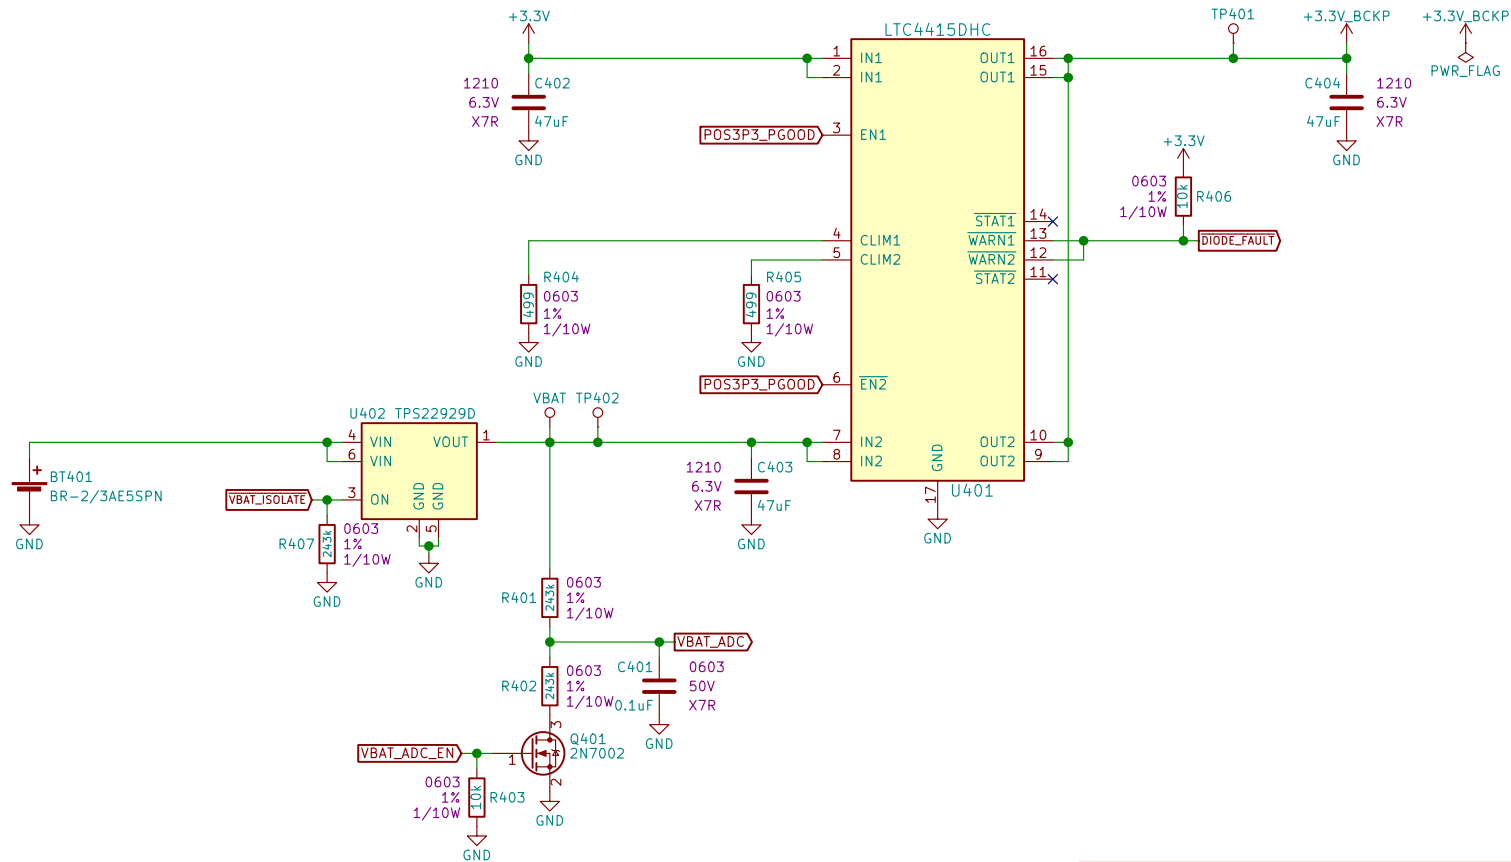 +3.3V
LTC4415DHC
TP401
+3.3V_BCKP
+3.3V_BCKP
PWR_FLAG
1210
6.3V
X7R
C402
47uF
GND
1 IN1
2 IN1
POS3P3_PGOOD
3 EN1
4 CLIM1
5 CLIM2
POS3P3_PGOOD
6 EN2
7 IN2
8 IN2
OUT1 16
OUT1 15
STAT1 14
WARN1 13
WARN2 12
STAT2 11
OUT2 10
OUT2 9
GND
17
U401
GND
C404
47uF
1210
6.3V
X7R
GND
+3.3V
0603
1%
1/10W
10k
R406
DIODE_FAULT
R404
499
0603
1%
1/10W
GND
R405
499
0603
1%
1/10W
GND
VBAT TP402
U402 TPS22929D
4 VIN
6 VIN
3 ON
VOUT 1
GND
GND
2
5
GND
BT401
+
BR-2/3AE5SPN
GND
VBAT_ISOLATE
R407
243k
0603
1%
1/10W
GND
1210
6.3V
X7R
C403
47uF
GND
R401
243k
0603
1%
1/10W
VBAT_ADC
R402
243k
0603
1%
1/10W
C401
0.1uF
0603
50V
X7R
GND
VBAT_ADC_EN
1
3
2
Q401
2N7002
GND
0603
1%
1/10W
10k
R403
GND